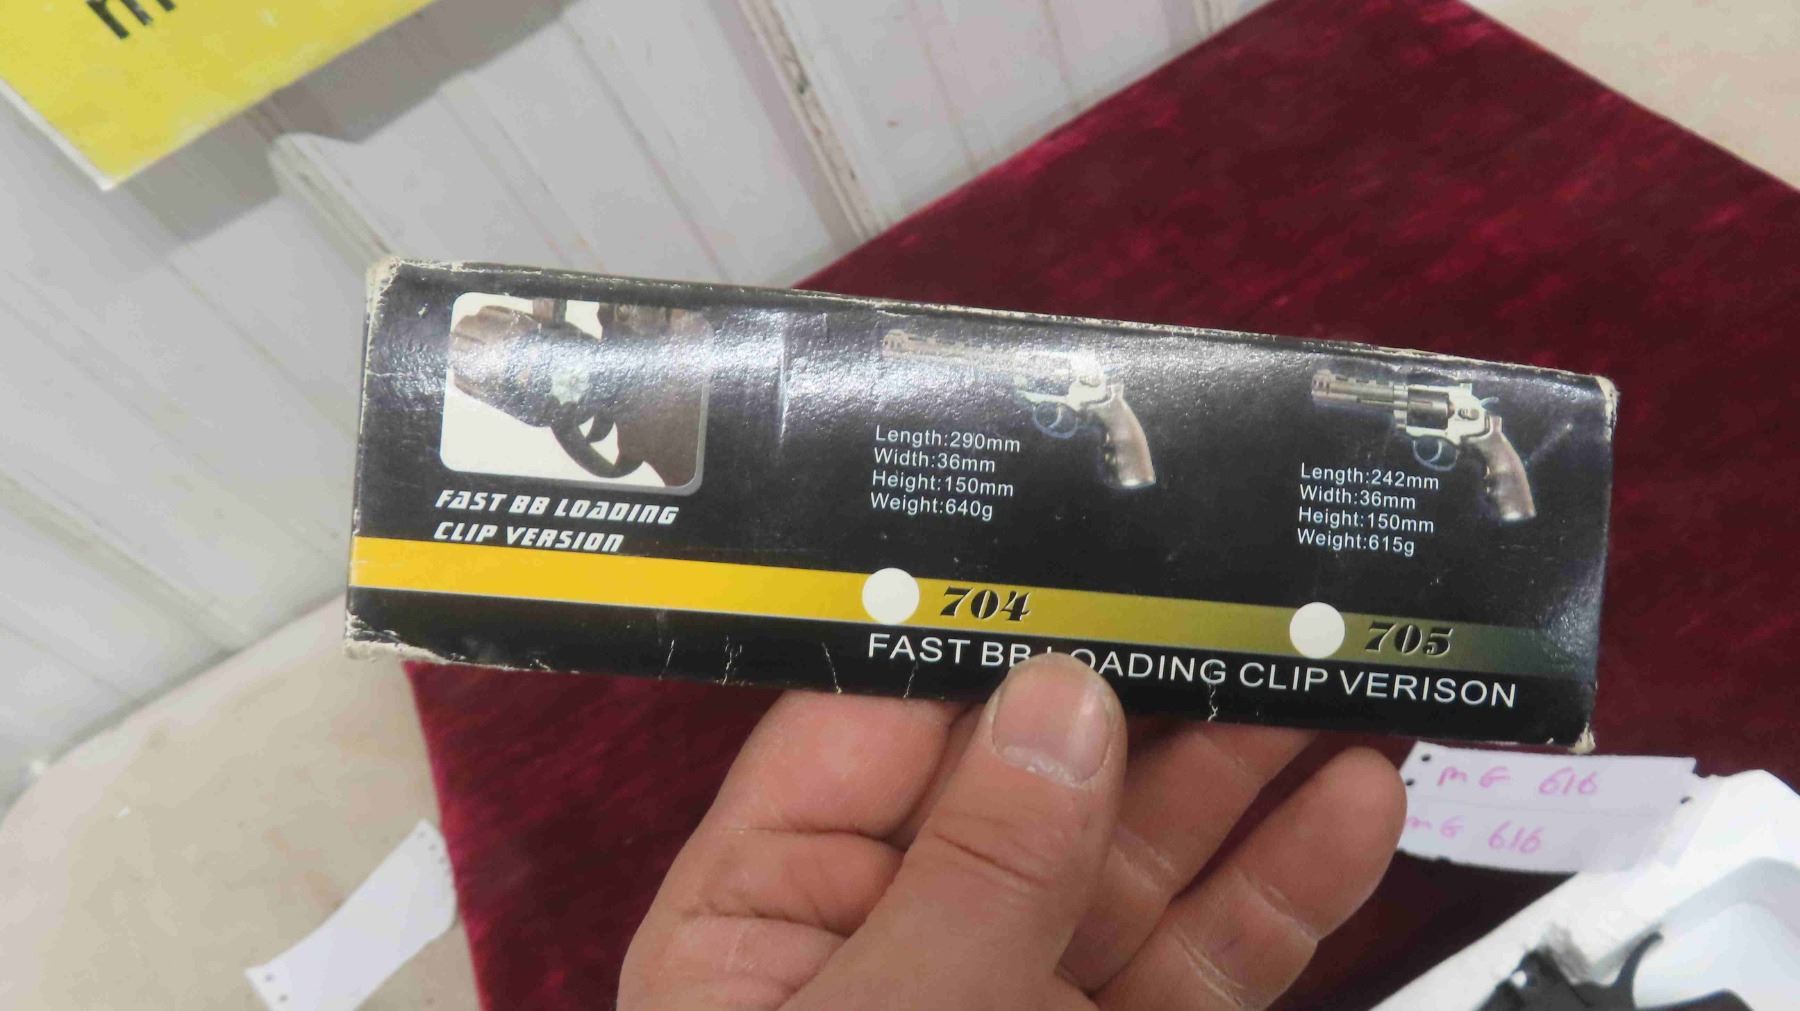 FAST BB LOADING
CLIP VERSION
Length:290mm
Width:36mm
Height:150mm
Weight:640g
Length:242mm
Width:36mm
Height:150mm
Weight:615g
704
705
FAST BB LOADING CLIP VERISON
mG 616
mG 616